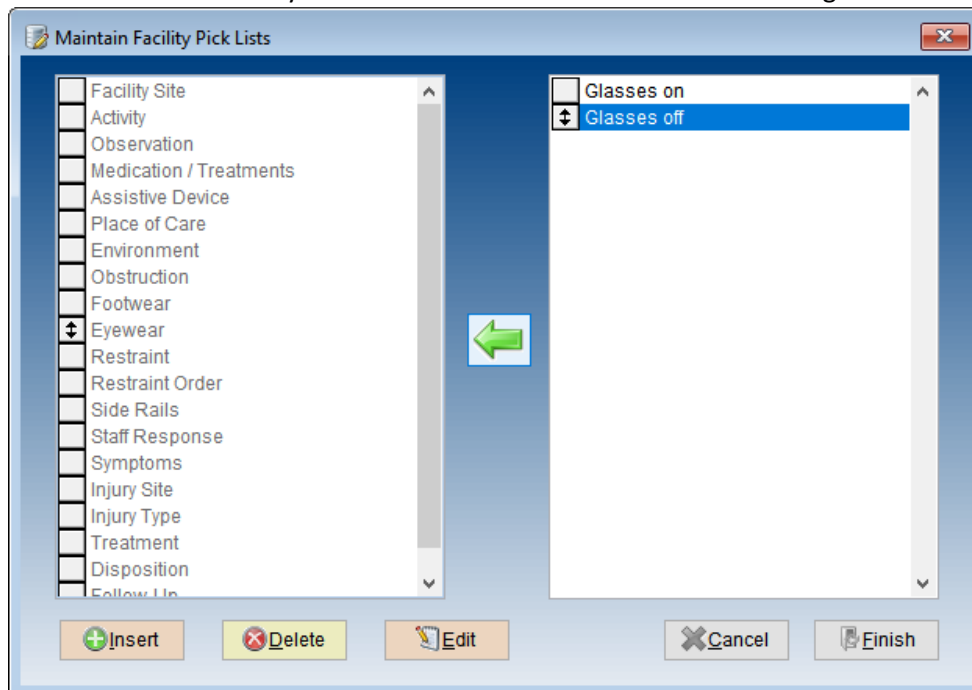 Maintain Facility Pick Lists
Facility Site
Activity
Observation
Medication / Treatments
Assistive Device
Place of Care
Environment
Obstruction
Footwear
Eyewear
Restraint
Restraint Order
Side Rails
Staff Response
Symptoms
Injury Site
Injury Type
Treatment
Disposition
Follow Up
Glasses on
Glasses off
Insert
Delete
Edit
Cancel
Finish